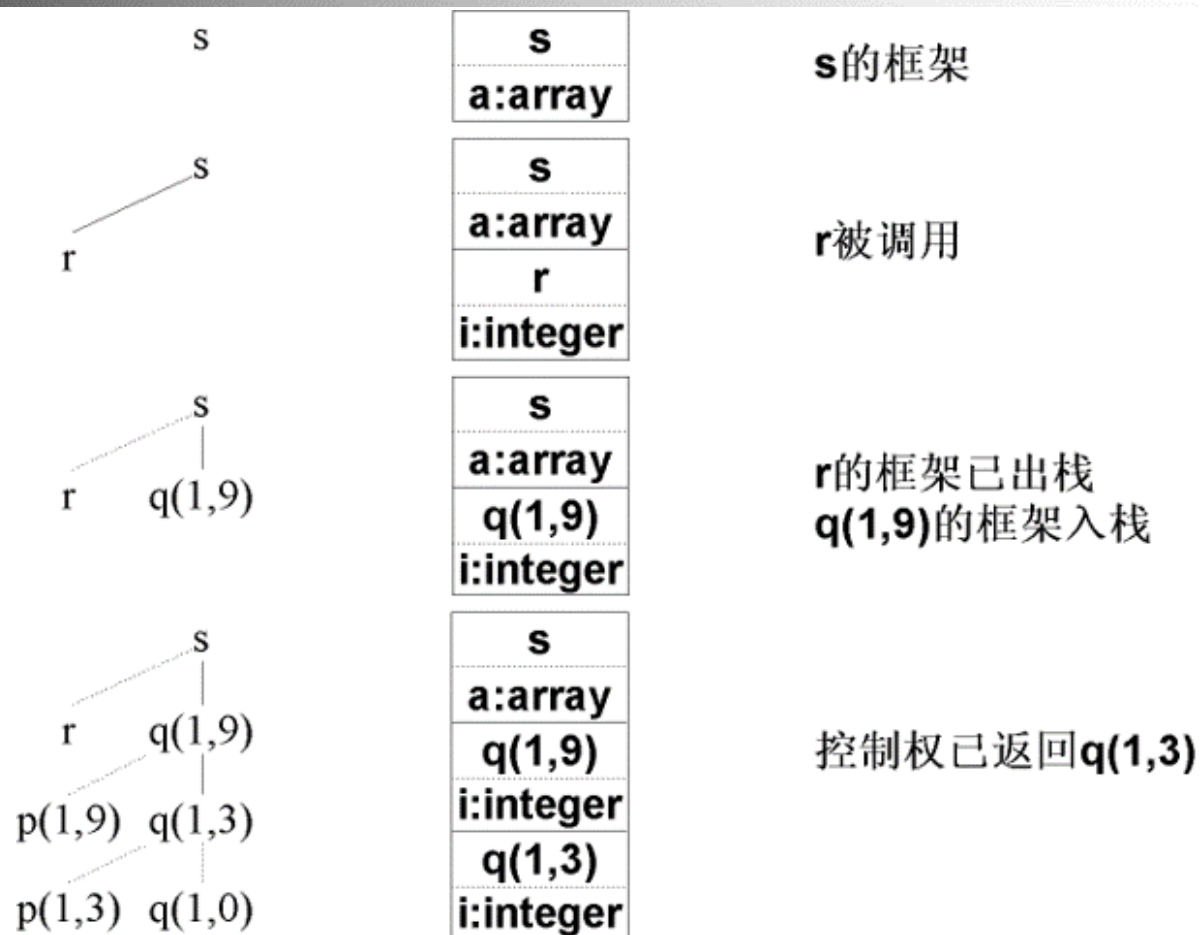 s
s
a:array
s的框架
s
r
s
a:array
r
i:integer
r被调用
s
r q(1,9)
s
a:array
q(1,9)
i:integer
r的框架已出栈
q(1,9)的框架入栈
s
r q(1,9)
p(1,9) q(1,3)
p(1,3) q(1,0)
s
a:array
q(1,9)
i:integer
q(1,3)
i:integer
控制权已返回q(1,3)